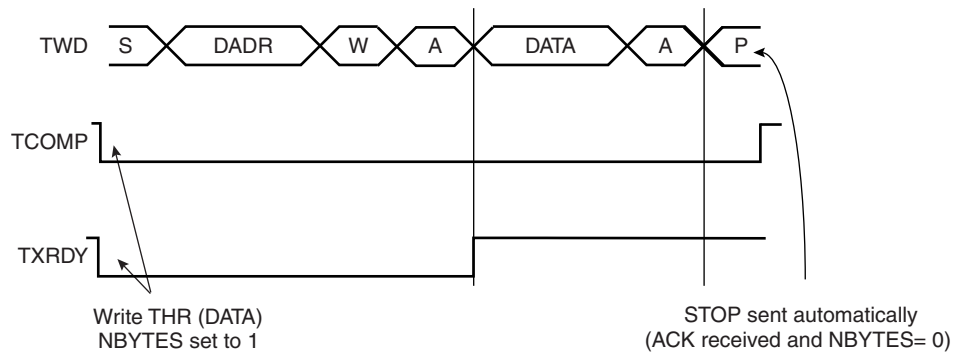 TWD S DADR W A DATA A P
TCOMP
TXRDY
Write THR (DATA)
NBYTES set to 1
STOP sent automatically
(ACK received and NBYTES= 0)